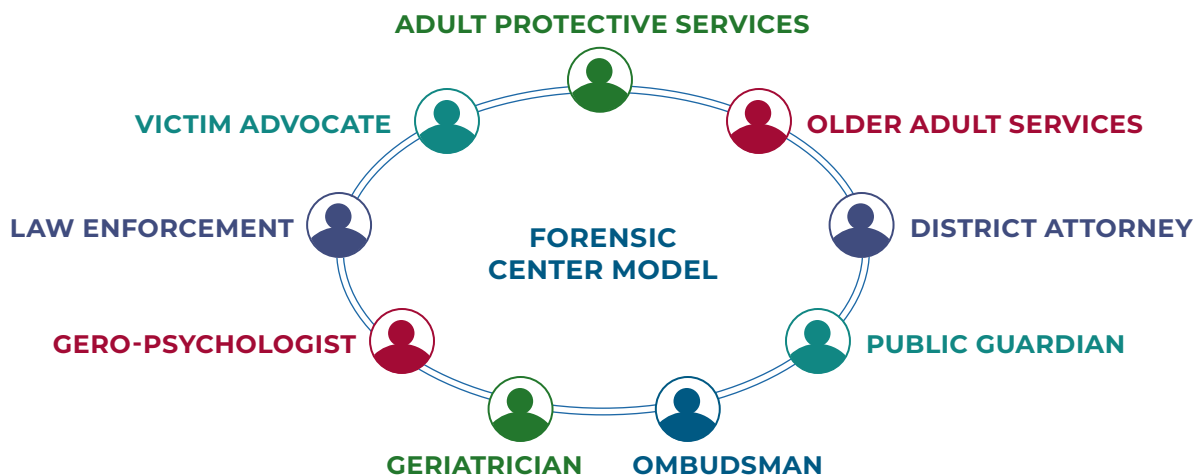 ADULT PROTECTIVE SERVICES
VICTIM ADVOCATE
OLDER ADULT SERVICES
LAW ENFORCEMENT
DISTRICT ATTORNEY
FORENSIC
CENTER MODEL
GERO-PSYCHOLOGIST
PUBLIC GUARDIAN
GERIATRICIAN
OMBUDSMAN